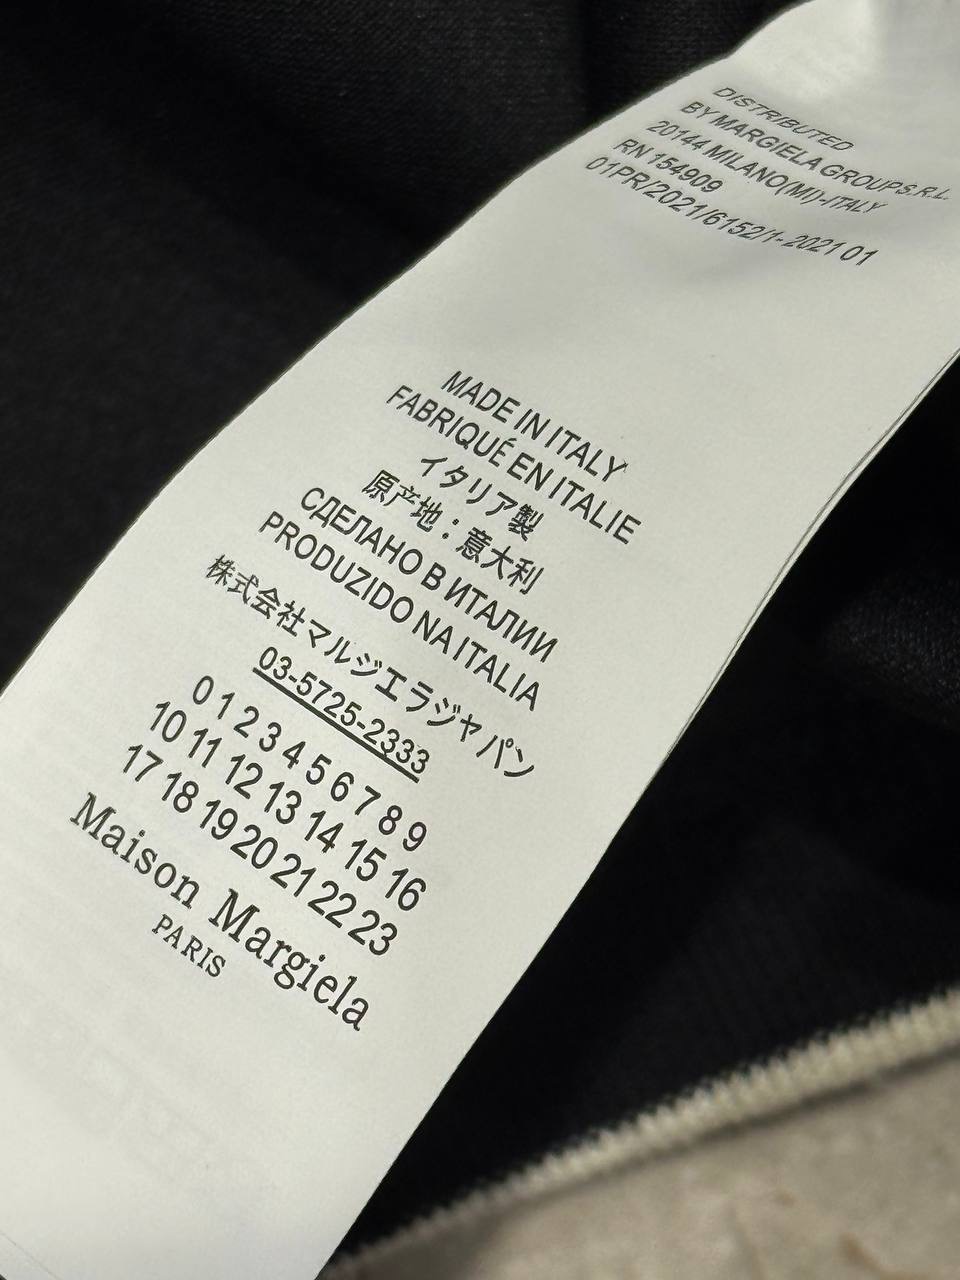 DISTRIBUTED
BY MARGIELA GROUP S.R.L.
20144 MILANO(MI)-ITALY
RN 154909
01PR/2021/6152/1- 2021 01
MADE IN ITALY
FABRIQUÉ EN ITALIE
イタリア製
原产地：意大利
СДЕЛАНО В ИТАЛИИ
PRODUZIDO NA ITALIA
株式会社マルジエラジャパン
03-5725-2333
0 1 2 3 4 5 6 7 8 9
10 11 12 13 14 15 16
17 18 19 20 21 22 23
Maison Margiela
PARIS